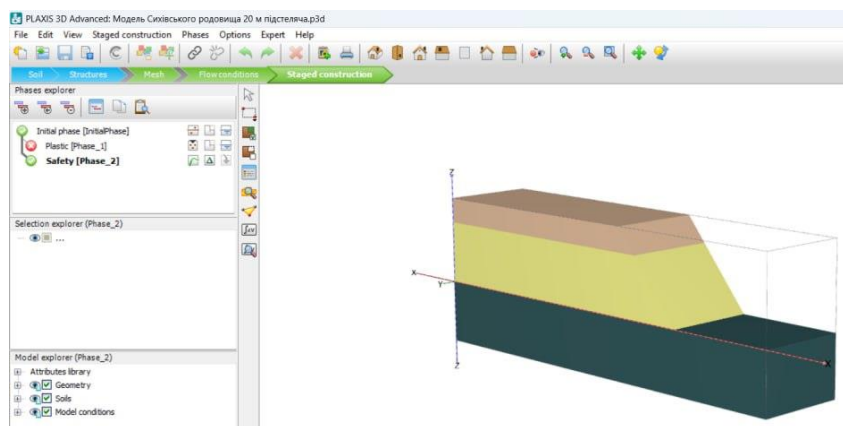 PLAXIS 3D Advanced: Модель Сихівського родовища 20 м підстеляча.p3d
File Edit View Staged construction Phases Options Expert Help
Soil Structures Mesh Flow conditions Staged construction
Phases explorer
Initial phase [InitialPhase]
Plastic [Phase_1]
Safety [Phase_2]
Selection explorer (Phase_2)
...
Model explorer (Phase_2)
Attributes library
Geometry
Soils
Model conditions
Z
X
Y
X
Z